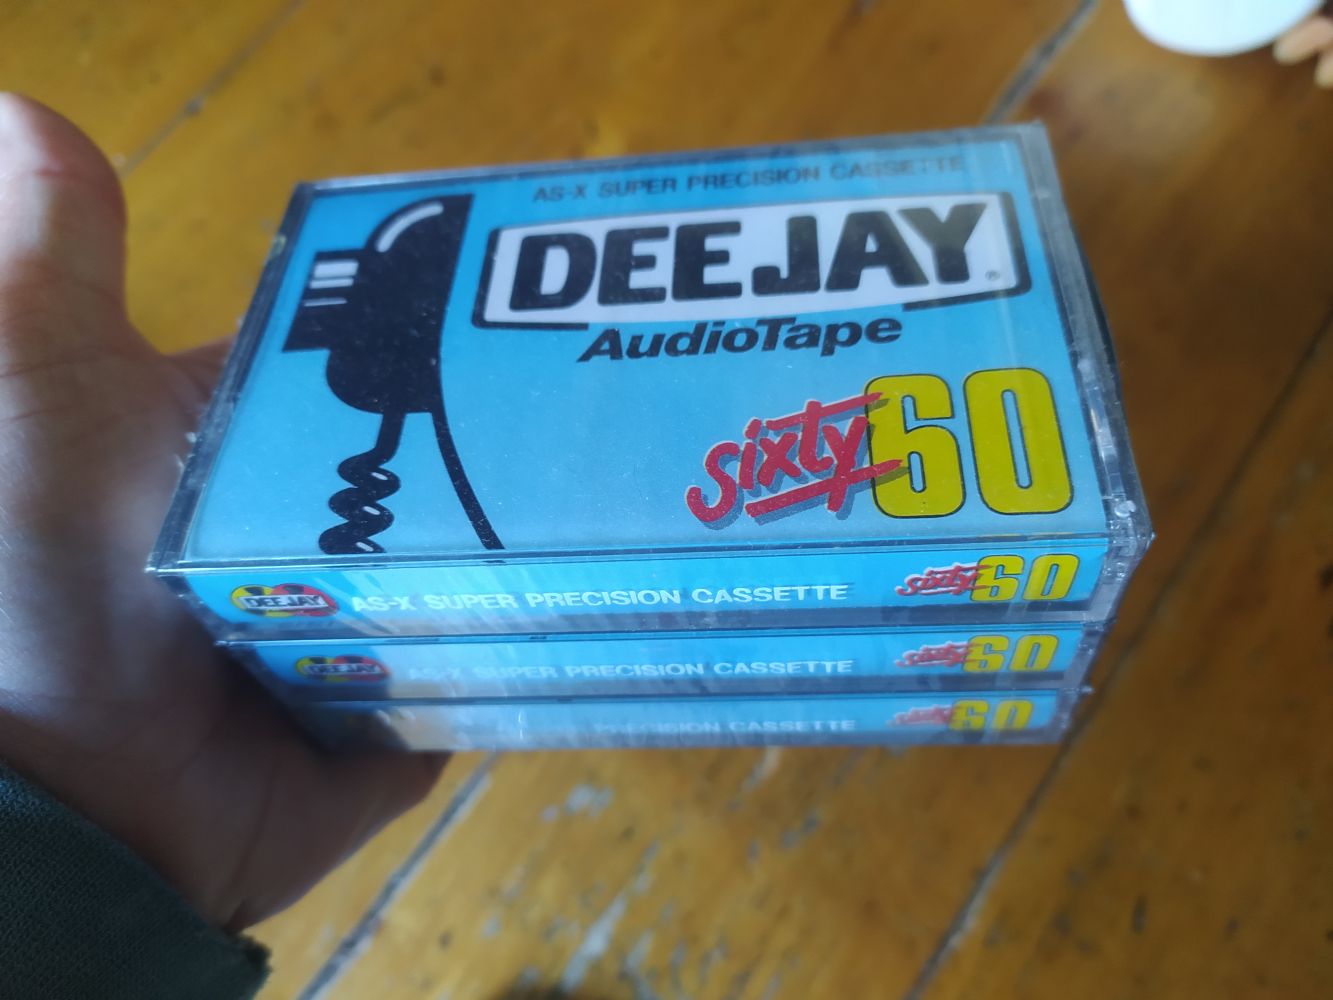 AS-X SUPER PRECISION CASSETTE
DEEJAY®
AudioTape
Sixty 60
DEEJAY AS-X SUPER PRECISION CASSETTE Sixty 60
DEEJAY AS-X SUPER PRECISION CASSETTE Sixty 60
PRECISION CASSETTE Sixty 60